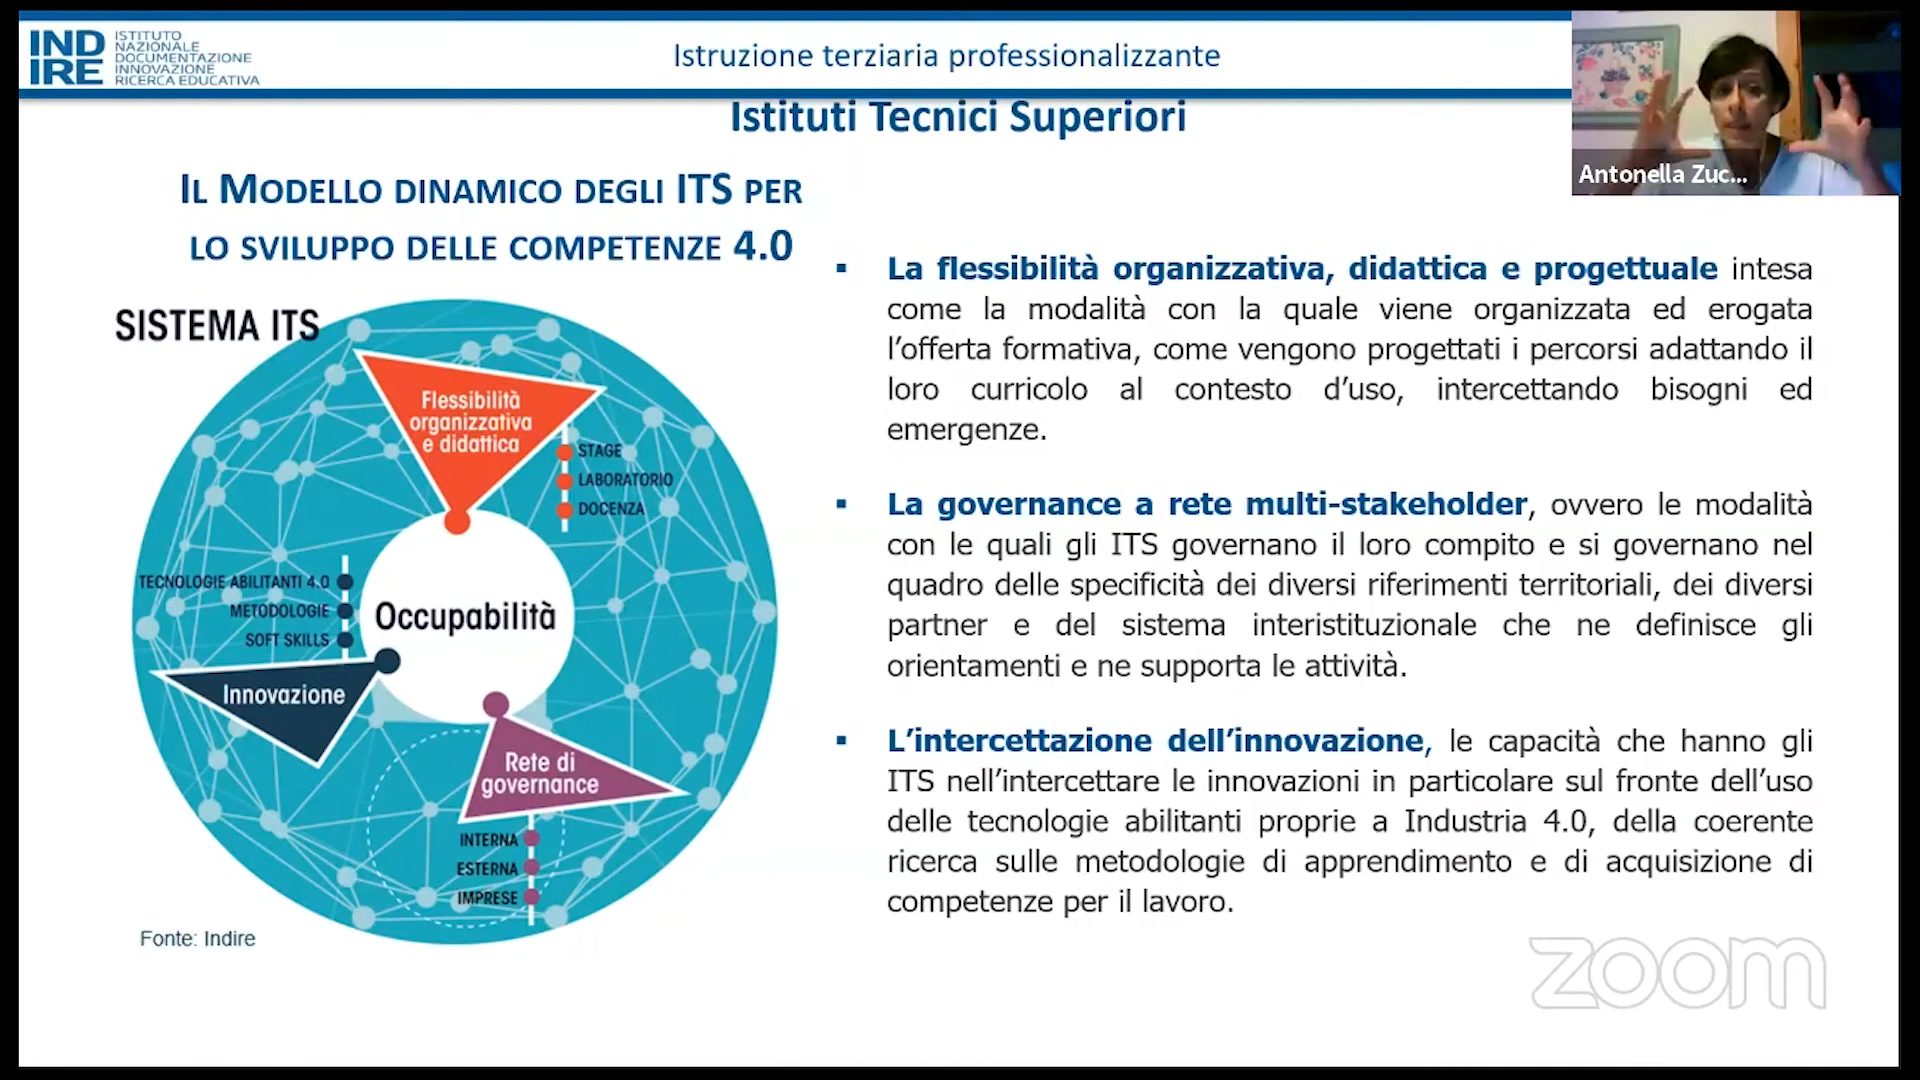 IND
IRE
ISTITUTO
NAZIONALE
DOCUMENTAZIONE
INNOVAZIONE
RICERCA EDUCATIVA
Istruzione terziaria professionalizzante
Antonella Zuc...
Istituti Tecnici Superiori
IL MODELLO DINAMICO DEGLI ITS PER
LO SVILUPPO DELLE COMPETENZE 4.0
SISTEMA ITS
Flessibilità
organizzativa
e didattica
STAGE
LABORATORIO
DOCENZA
TECNOLOGIE ABILITANTI 4.0
METODOLOGIE
SOFT SKILLS
Occupabilità
Innovazione
Rete di
governance
INTERNA
ESTERNA
IMPRESE
Fonte: Indire
▪ La flessibilità organizzativa, didattica e progettuale intesa
come la modalità con la quale viene organizzata ed erogata
l’offerta formativa, come vengono progettati i percorsi adattando il
loro curricolo al contesto d’uso, intercettando bisogni ed
emergenze.
▪ La governance a rete multi-stakeholder, ovvero le modalità
con le quali gli ITS governano il loro compito e si governano nel
quadro delle specificità dei diversi riferimenti territoriali, dei diversi
partner e del sistema interistituzionale che ne definisce gli
orientamenti e ne supporta le attività.
▪ L’intercettazione dell’innovazione, le capacità che hanno gli
ITS nell’intercettare le innovazioni in particolare sul fronte dell’uso
delle tecnologie abilitanti proprie a Industria 4.0, della coerente
ricerca sulle metodologie di apprendimento e di acquisizione di
competenze per il lavoro.
zoom